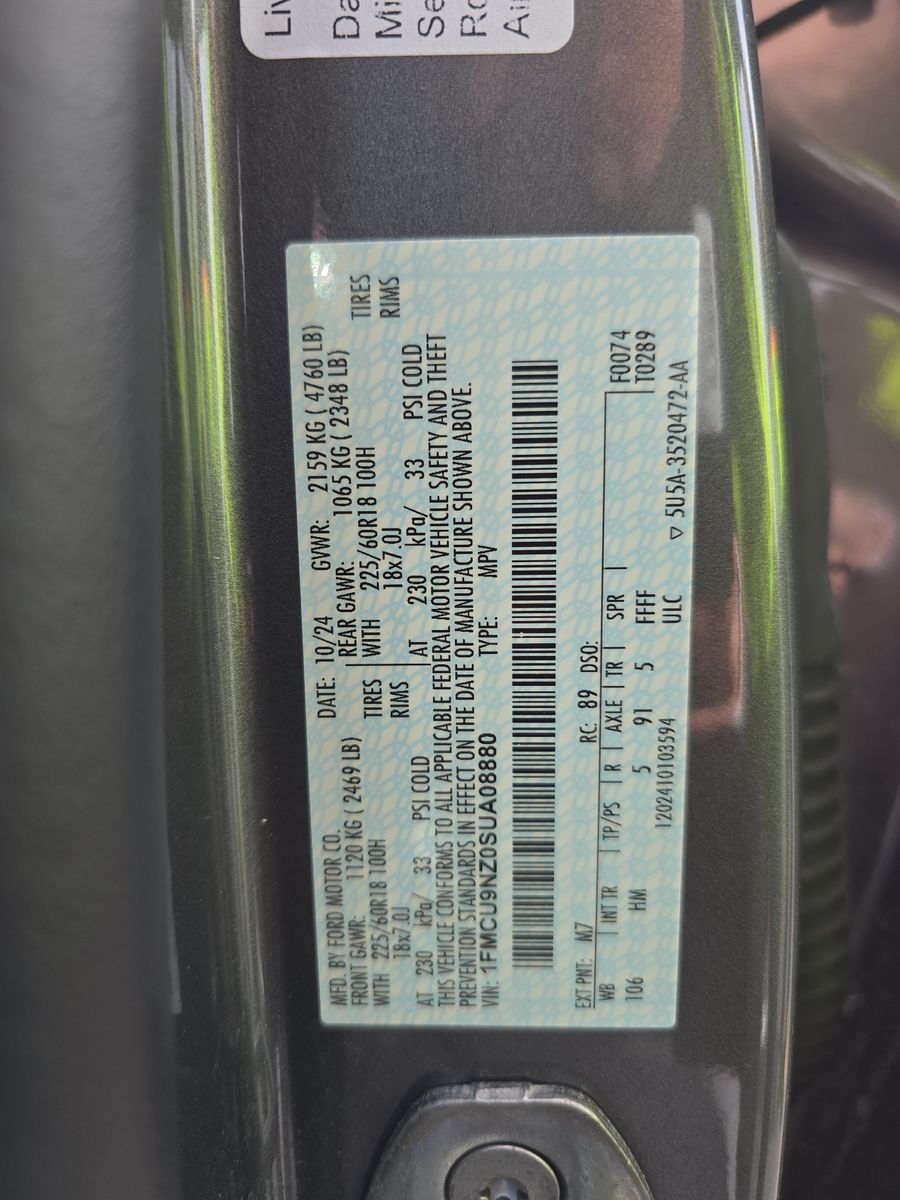 Liv
Da
Mi
Se
Ro
Ai
MFD. BY FORD MOTOR CO. DATE: 10/24 GVWR: 2159 KG ( 4760 LB)
FRONT GAWR: 1120 KG ( 2469 LB) REAR GAWR: 1065 KG ( 2348 LB)
WITH 225/60R18 100H TIRES WITH 225/60R18 100H TIRES
18x7.0J RIMS 18x7.0J RIMS
AT 230 kPa/ 33 PSI COLD AT 230 kPa/ 33 PSI COLD
THIS VEHICLE CONFORMS TO ALL APPLICABLE FEDERAL MOTOR VEHICLE SAFETY AND THEFT
PREVENTION STANDARDS IN EFFECT ON THE DATE OF MANUFACTURE SHOWN ABOVE.
VIN: 1FMCU9NZ0SUA08880 TYPE: MPV
EXT PNT: M7 RC: 89 DSO:
WB INT TR TP/PS R AXLE TR SPR F0074
106 HM 5 91 5 FFFF T0289
1202410103594 ULC
▽ 5U5A-3520472-AA